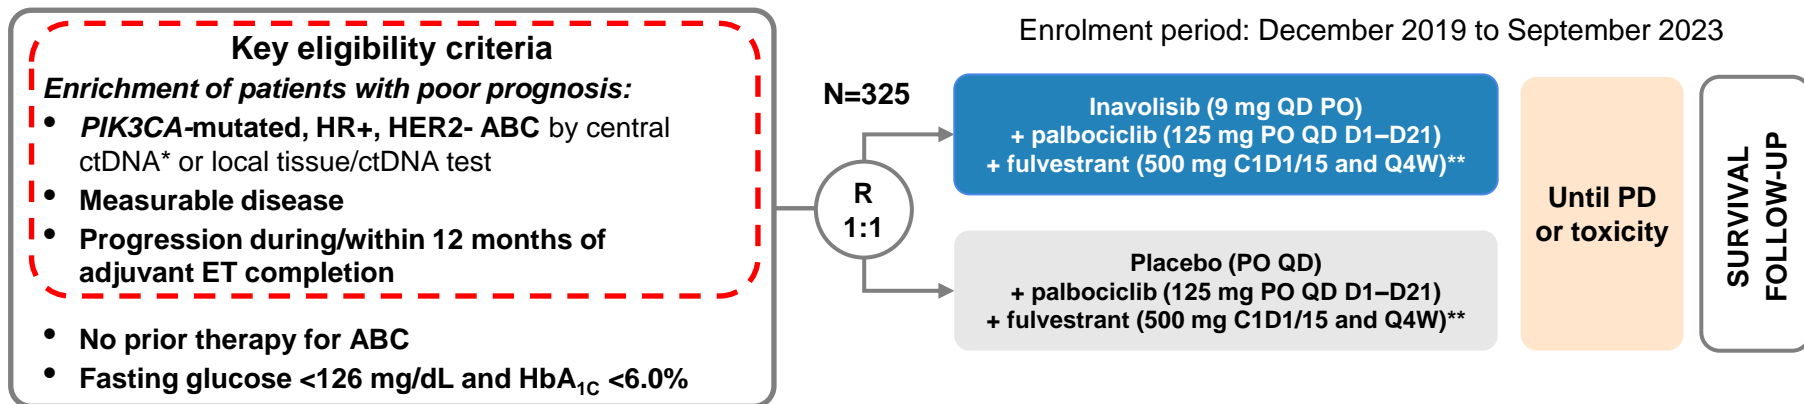 Key eligibility criteria
Enrichment of patients with poor prognosis:
• PIK3CA-mutated, HR+, HER2- ABC by central
ctDNA* or local tissue/ctDNA test
• Measurable disease
• Progression during/within 12 months of
adjuvant ET completion
• No prior therapy for ABC
• Fasting glucose <126 mg/dL and HbA1C <6.0%
Enrolment period: December 2019 to September 2023
N=325
R
1:1
Inavolisib (9 mg QD PO)
+ palbociclib (125 mg PO QD D1–D21)
+ fulvestrant (500 mg C1D1/15 and Q4W)**
Placebo (PO QD)
+ palbociclib (125 mg PO QD D1–D21)
+ fulvestrant (500 mg C1D1/15 and Q4W)**
Until PD
or toxicity
SURVIVAL
FOLLOW-UP